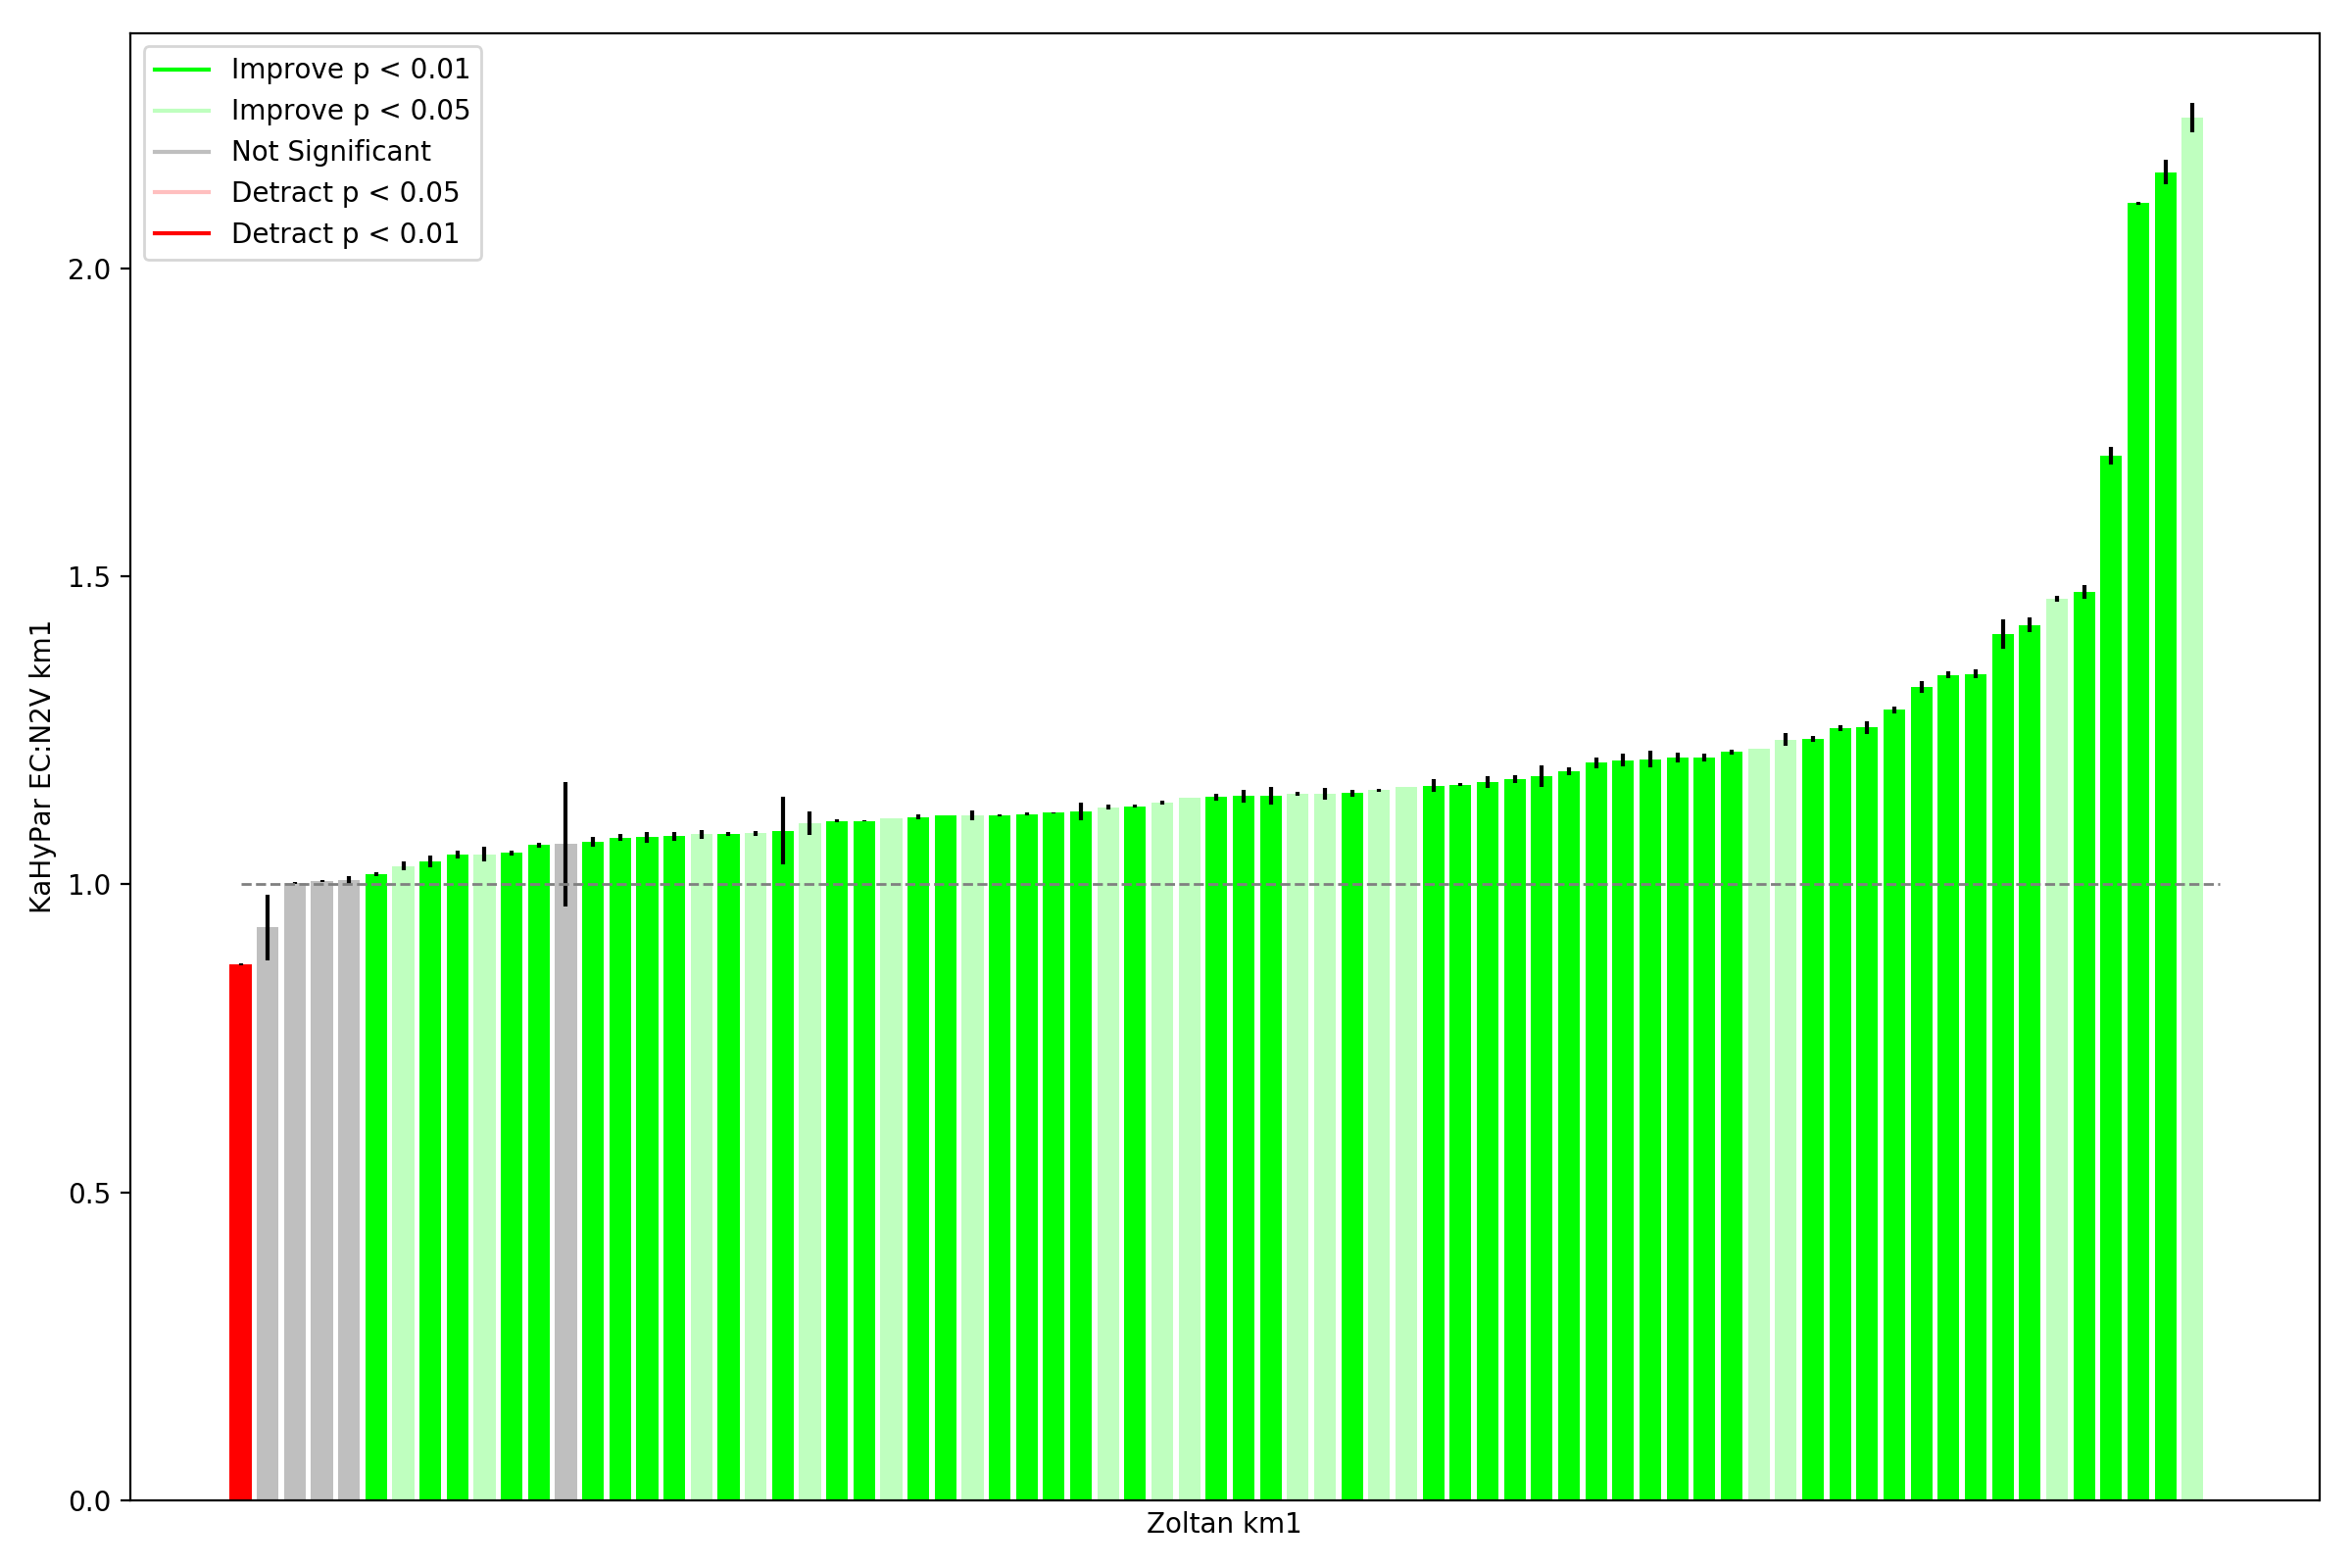 Improve p < 0.01
Improve p < 0.05
Not Significant
Detract p < 0.05
Detract p < 0.01
2.0
1.5
1.0
0.5
0.0
KaHyPar EC:N2V km1
Zoltan km1